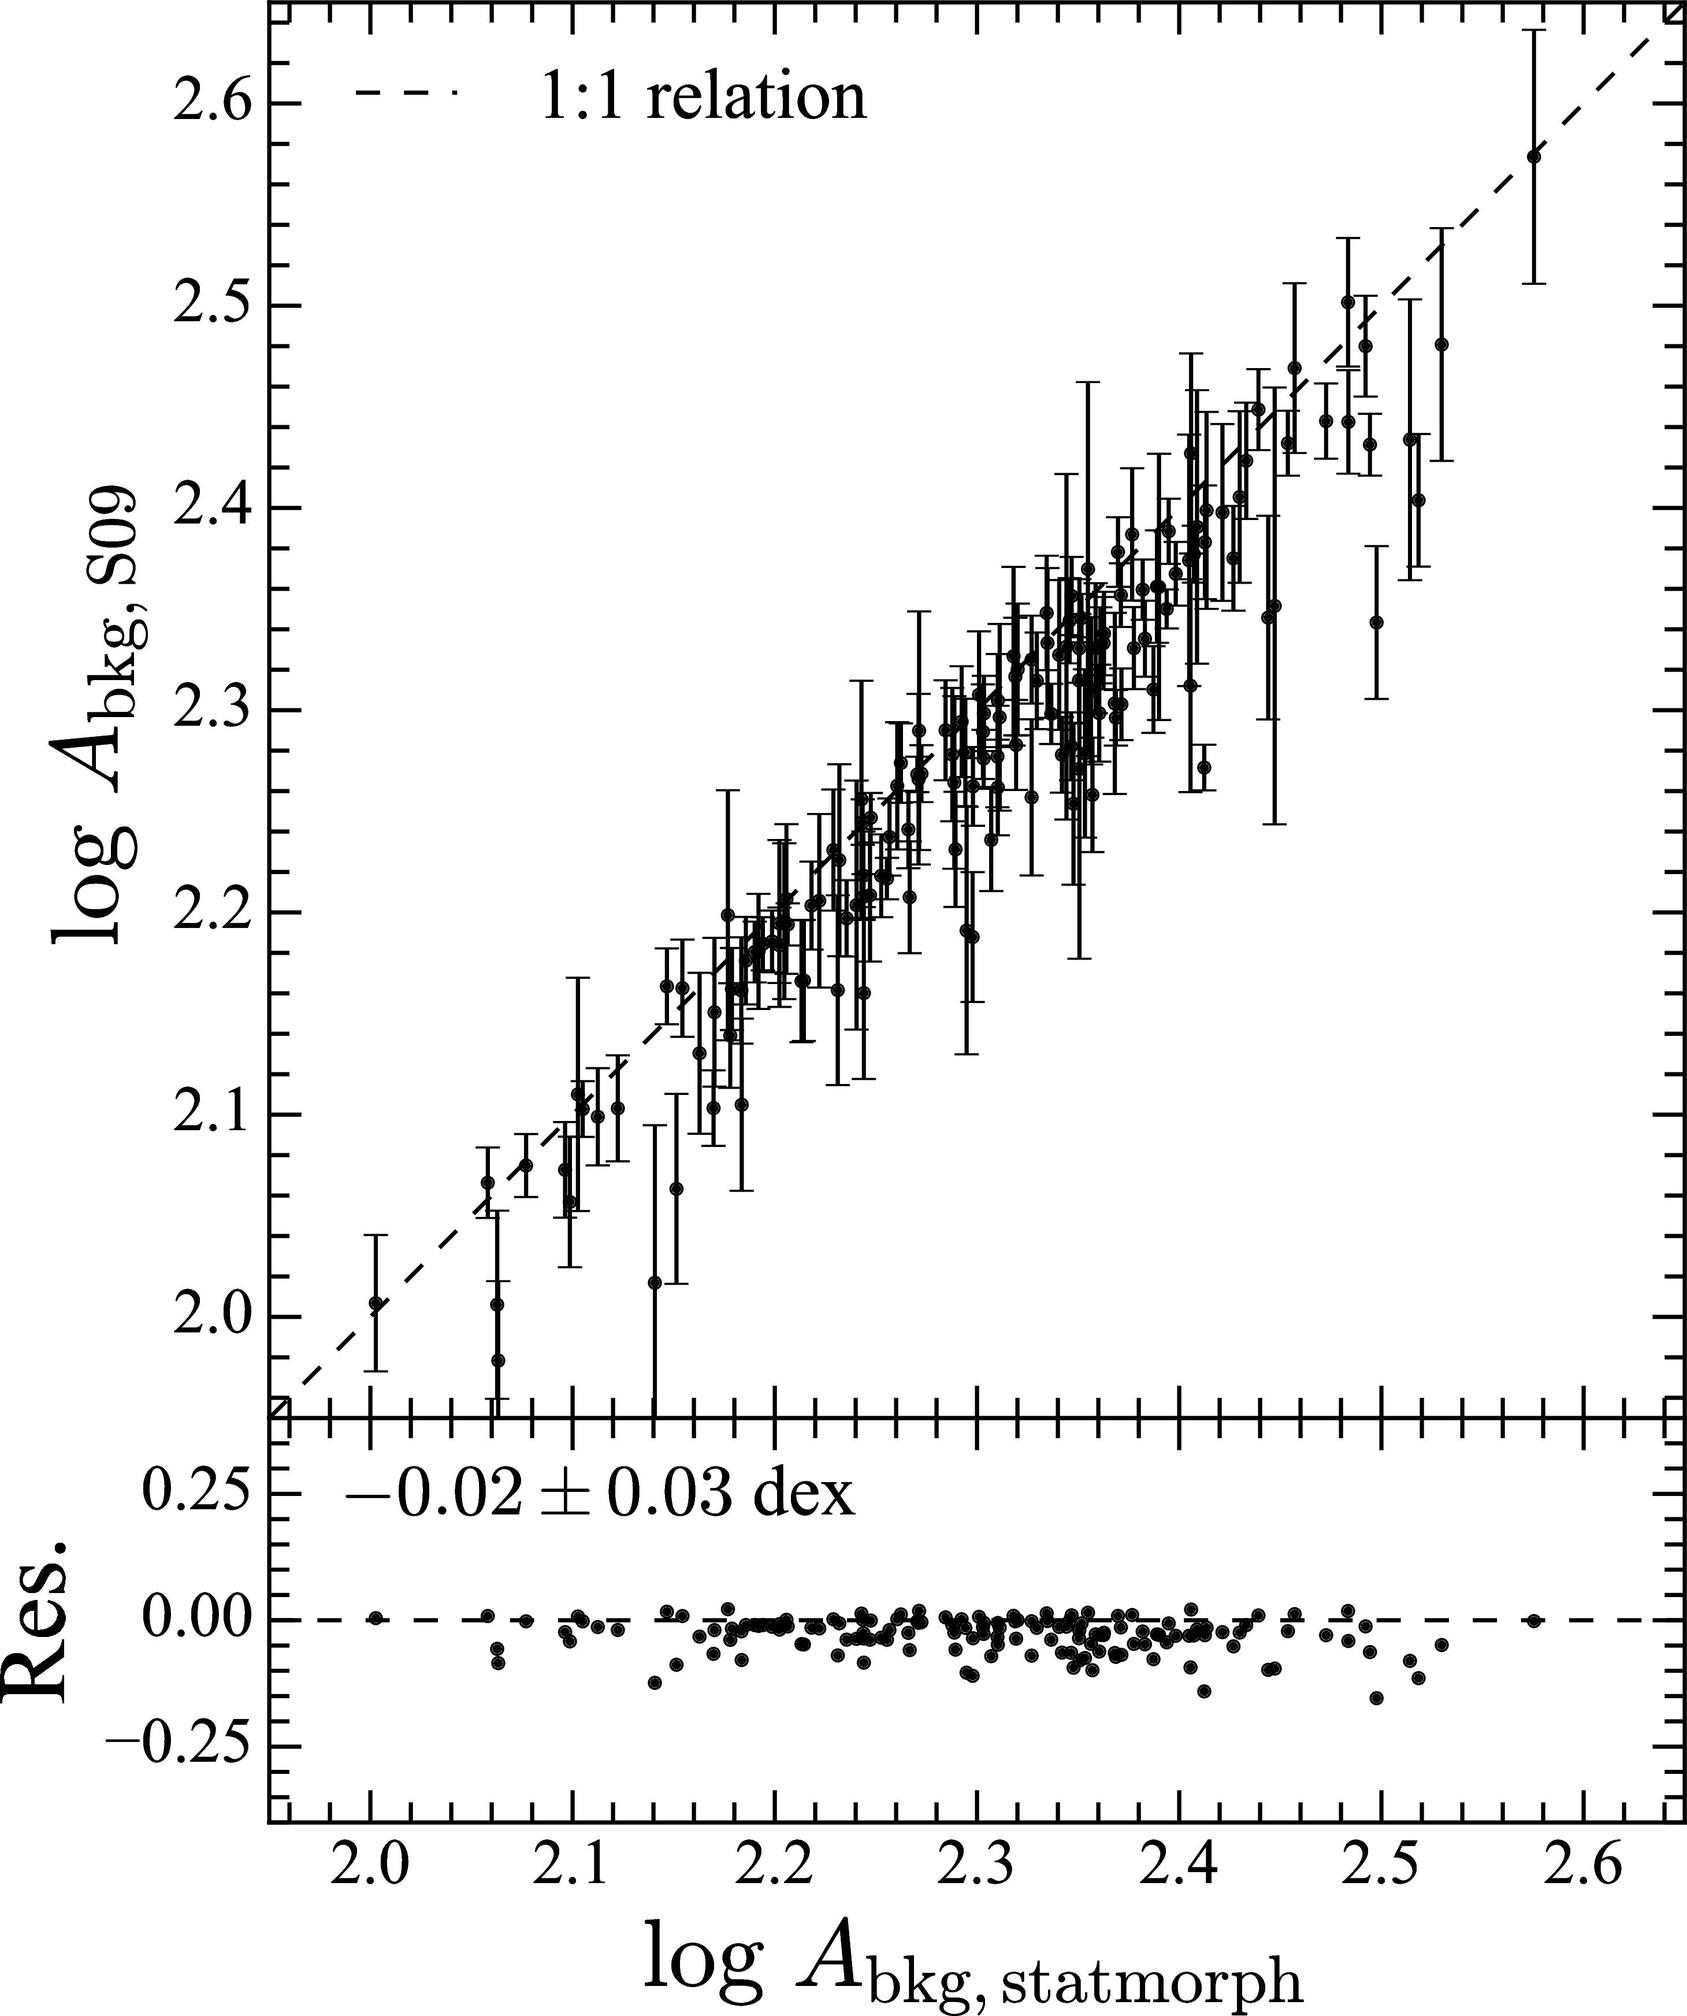 1:1 relation
2.6
2.5
2.4
2.3
2.2
2.1
2.0
log A bkg, S09
−0.02 ± 0.03 dex
0.25
0.00
−0.25
Res.
2.0 2.1 2.2 2.3 2.4 2.5 2.6
log A bkg, statmorph